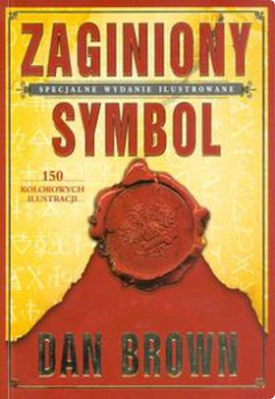 ZAGINIONY
SPECJALNE WYDANIE ILUSTROWANE
SYMBOL
150
KOLOROWYCH
ILUSTRACJI
DAN BROWN